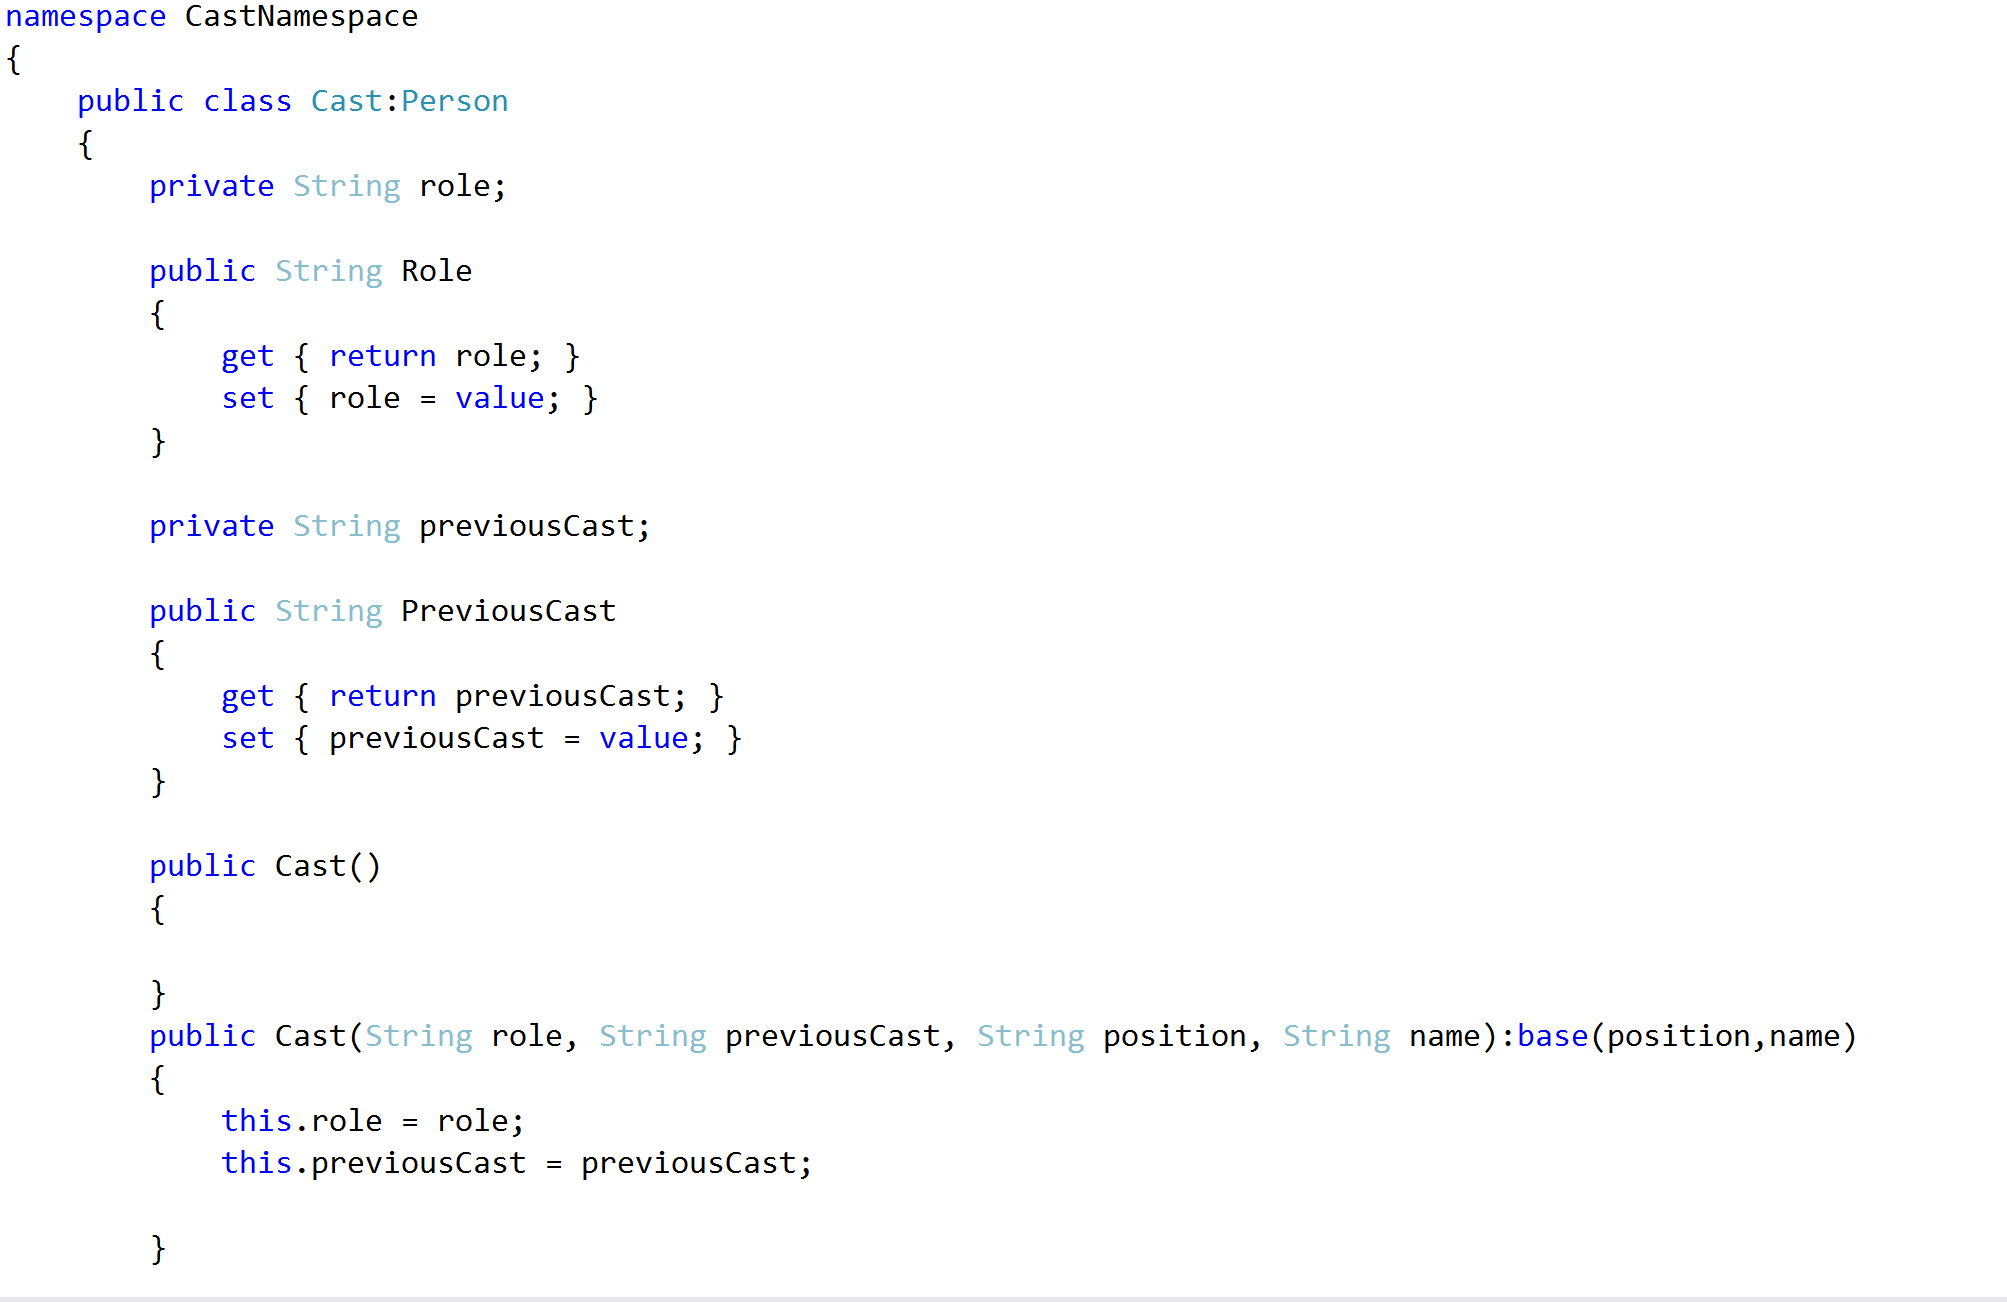 namespace CastNamespace
{
    public class Cast:Person
    {
        private String role;

        public String Role
        {
            get { return role; }
            set { role = value; }
        }

        private String previousCast;

        public String PreviousCast
        {
            get { return previousCast; }
            set { previousCast = value; }
        }

        public Cast()
        {

        }
        public Cast(String role, String previousCast, String position, String name):base(position,name)
        {
            this.role = role;
            this.previousCast = previousCast;

        }